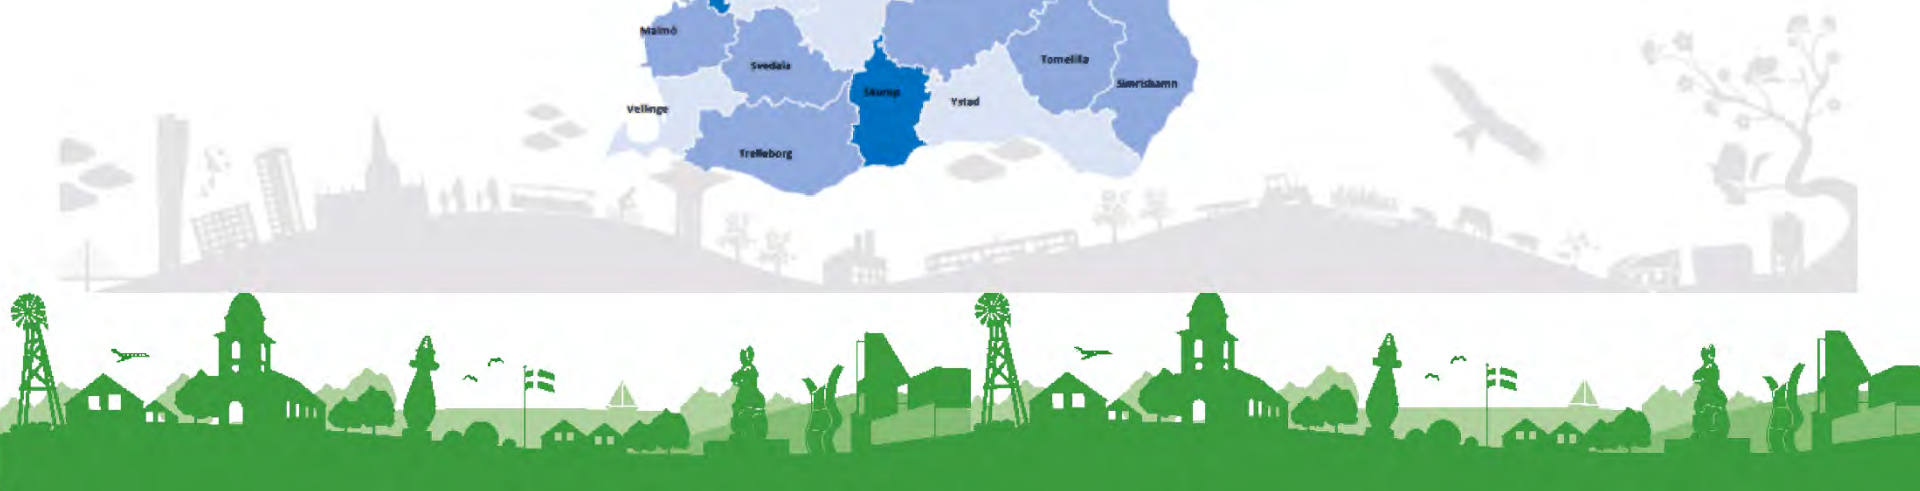 Malmö
Svedala
Tomelilla
Simrishamn
Skurup
Ystad
Vellinge
Trelleborg